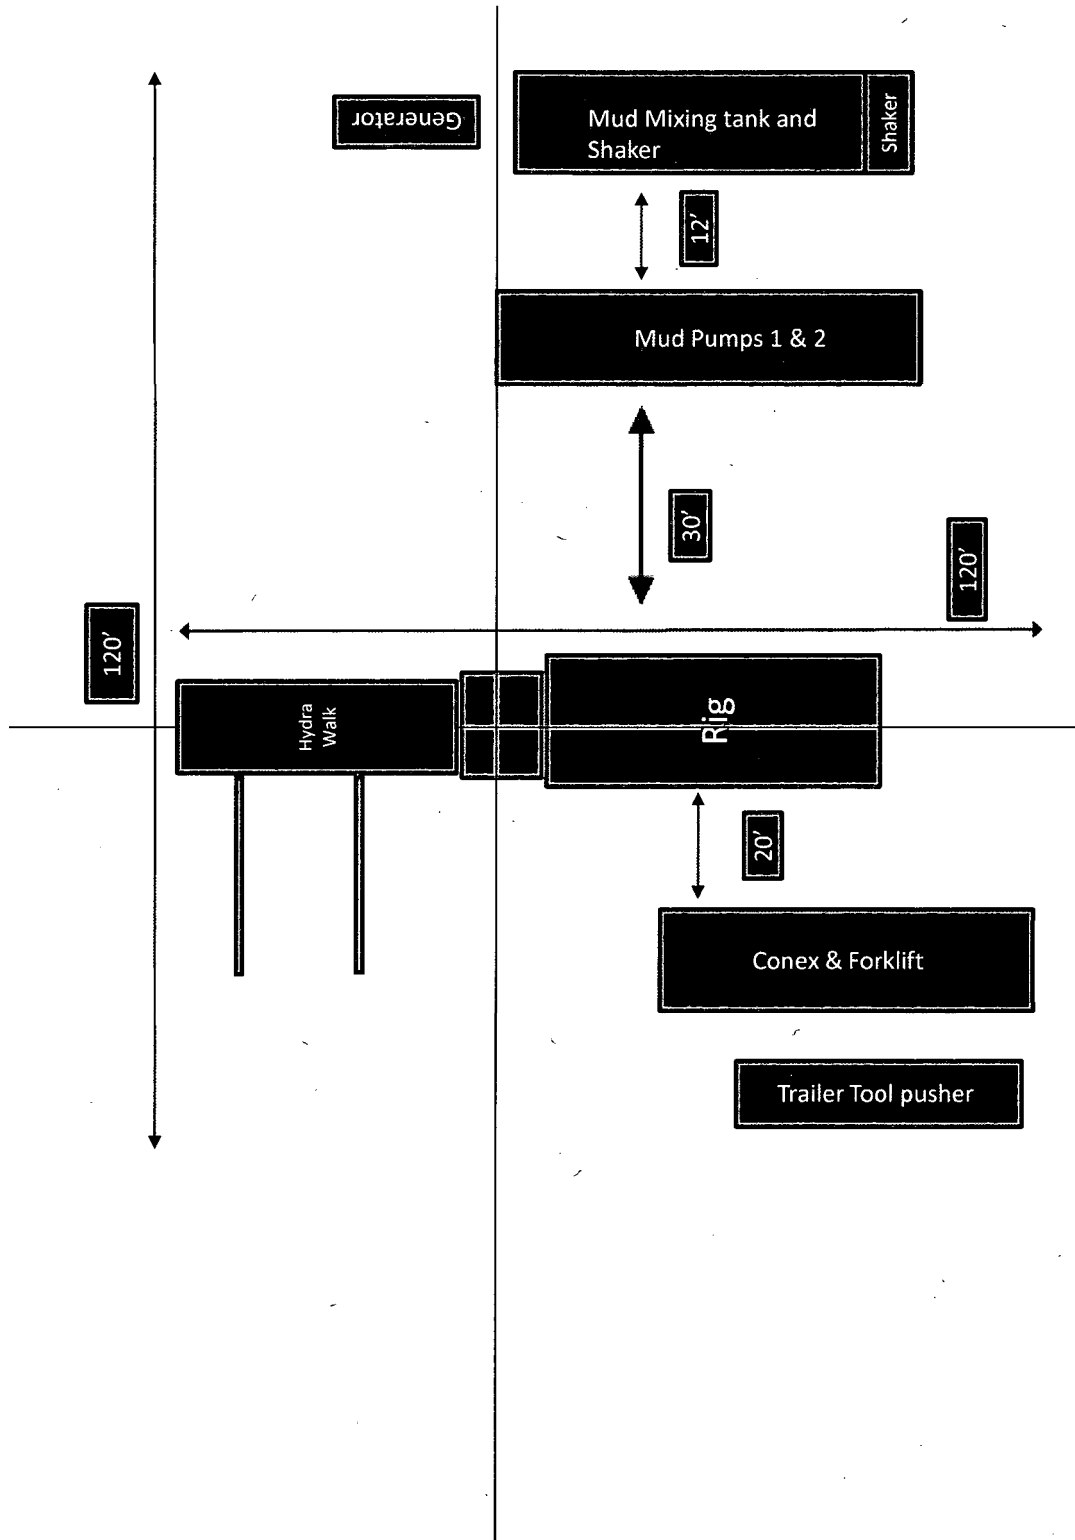 Generator
Mud Mixing tank and
Shaker
Shaker
12'
Mud Pumps 1 & 2
30'
120'
120'
Hydra
Walk
Rig
20'
Conex & Forklift
Trailer Tool pusher